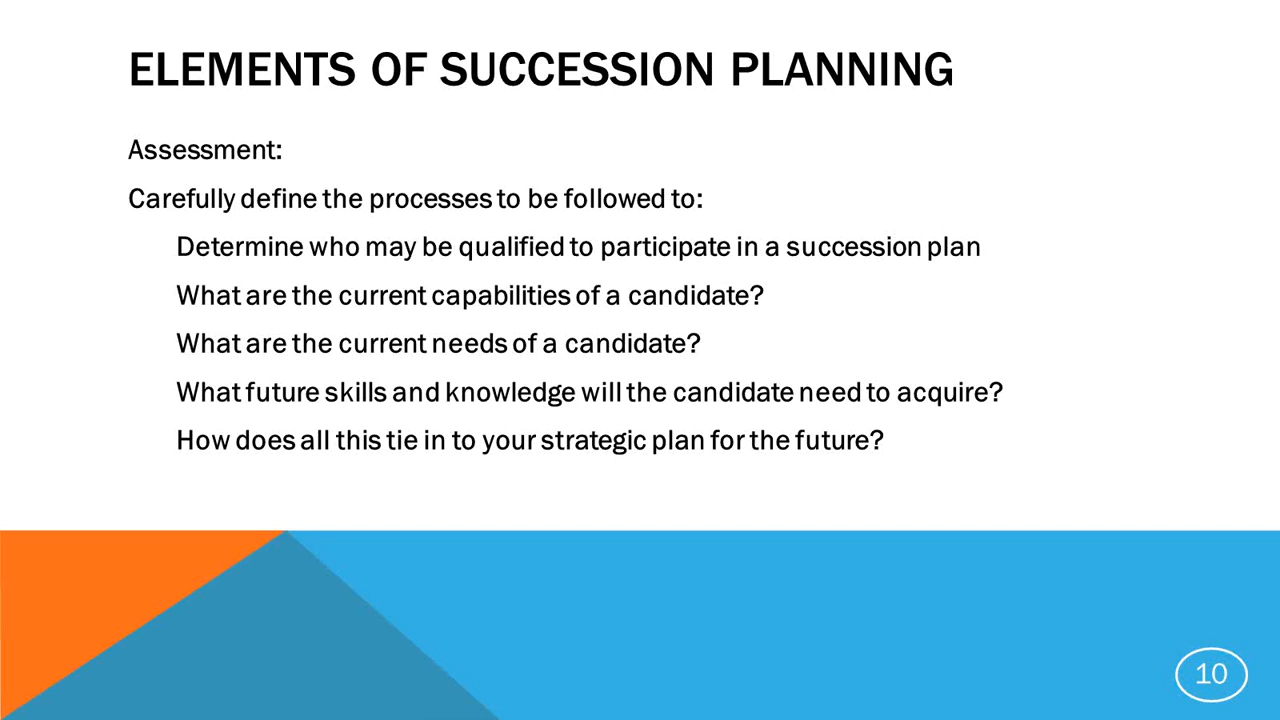 ELEMENTS OF SUCCESSION PLANNING
Assessment:
Carefully define the processes to be followed to:
Determine who may be qualified to participate in a succession plan
What are the current capabilities of a candidate?
What are the current needs of a candidate?
What future skills and knowledge will the candidate need to acquire?
How does all this tie in to your strategic plan for the future?
10